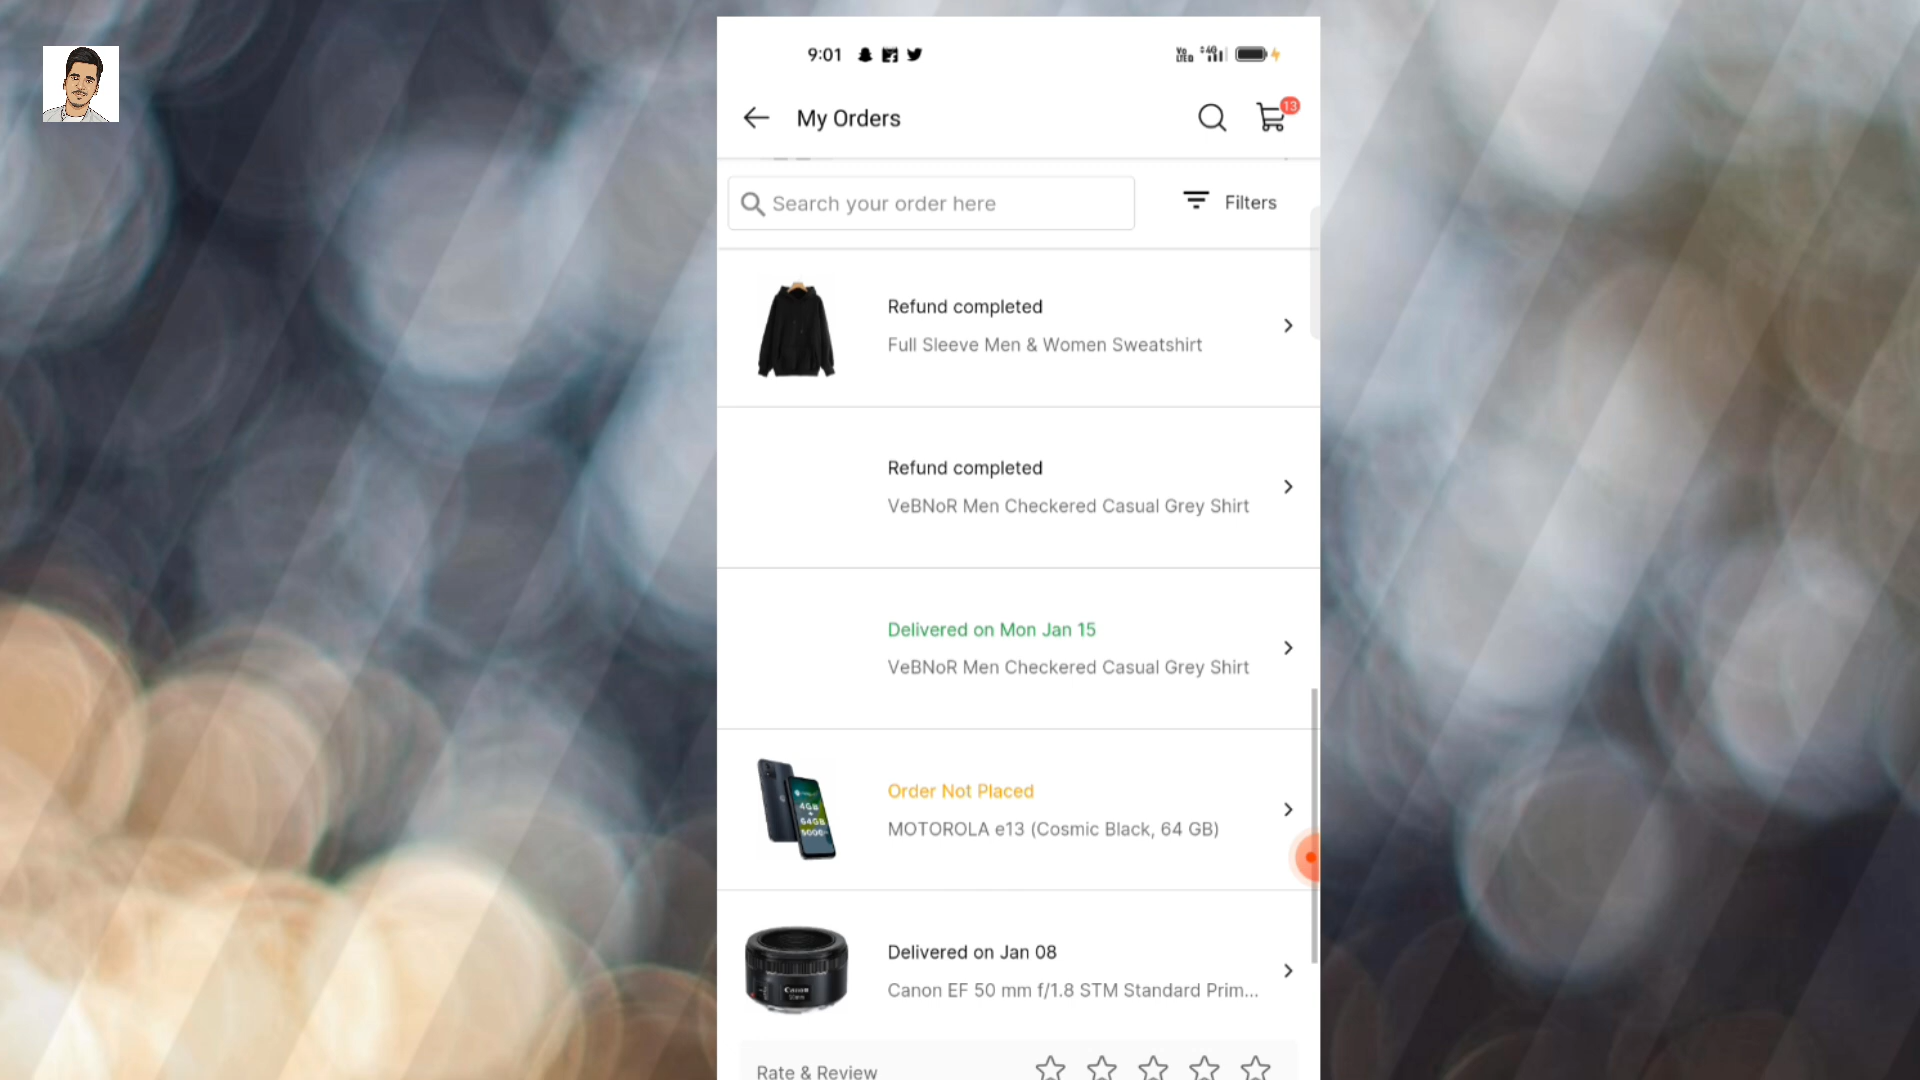 9:01
My Orders
13
Search your order here
Filters
Refund completed
Full Sleeve Men & Women Sweatshirt
Refund completed
VeBNoR Men Checkered Casual Grey Shirt
Delivered on Mon Jan 15
VeBNoR Men Checkered Casual Grey Shirt
Order Not Placed
MOTOROLA e13 (Cosmic Black, 64 GB)
4GB
+
64GB
Delivered on Jan 08
Canon EF 50 mm f/1.8 STM Standard Prim...
Canon
Rate & Review